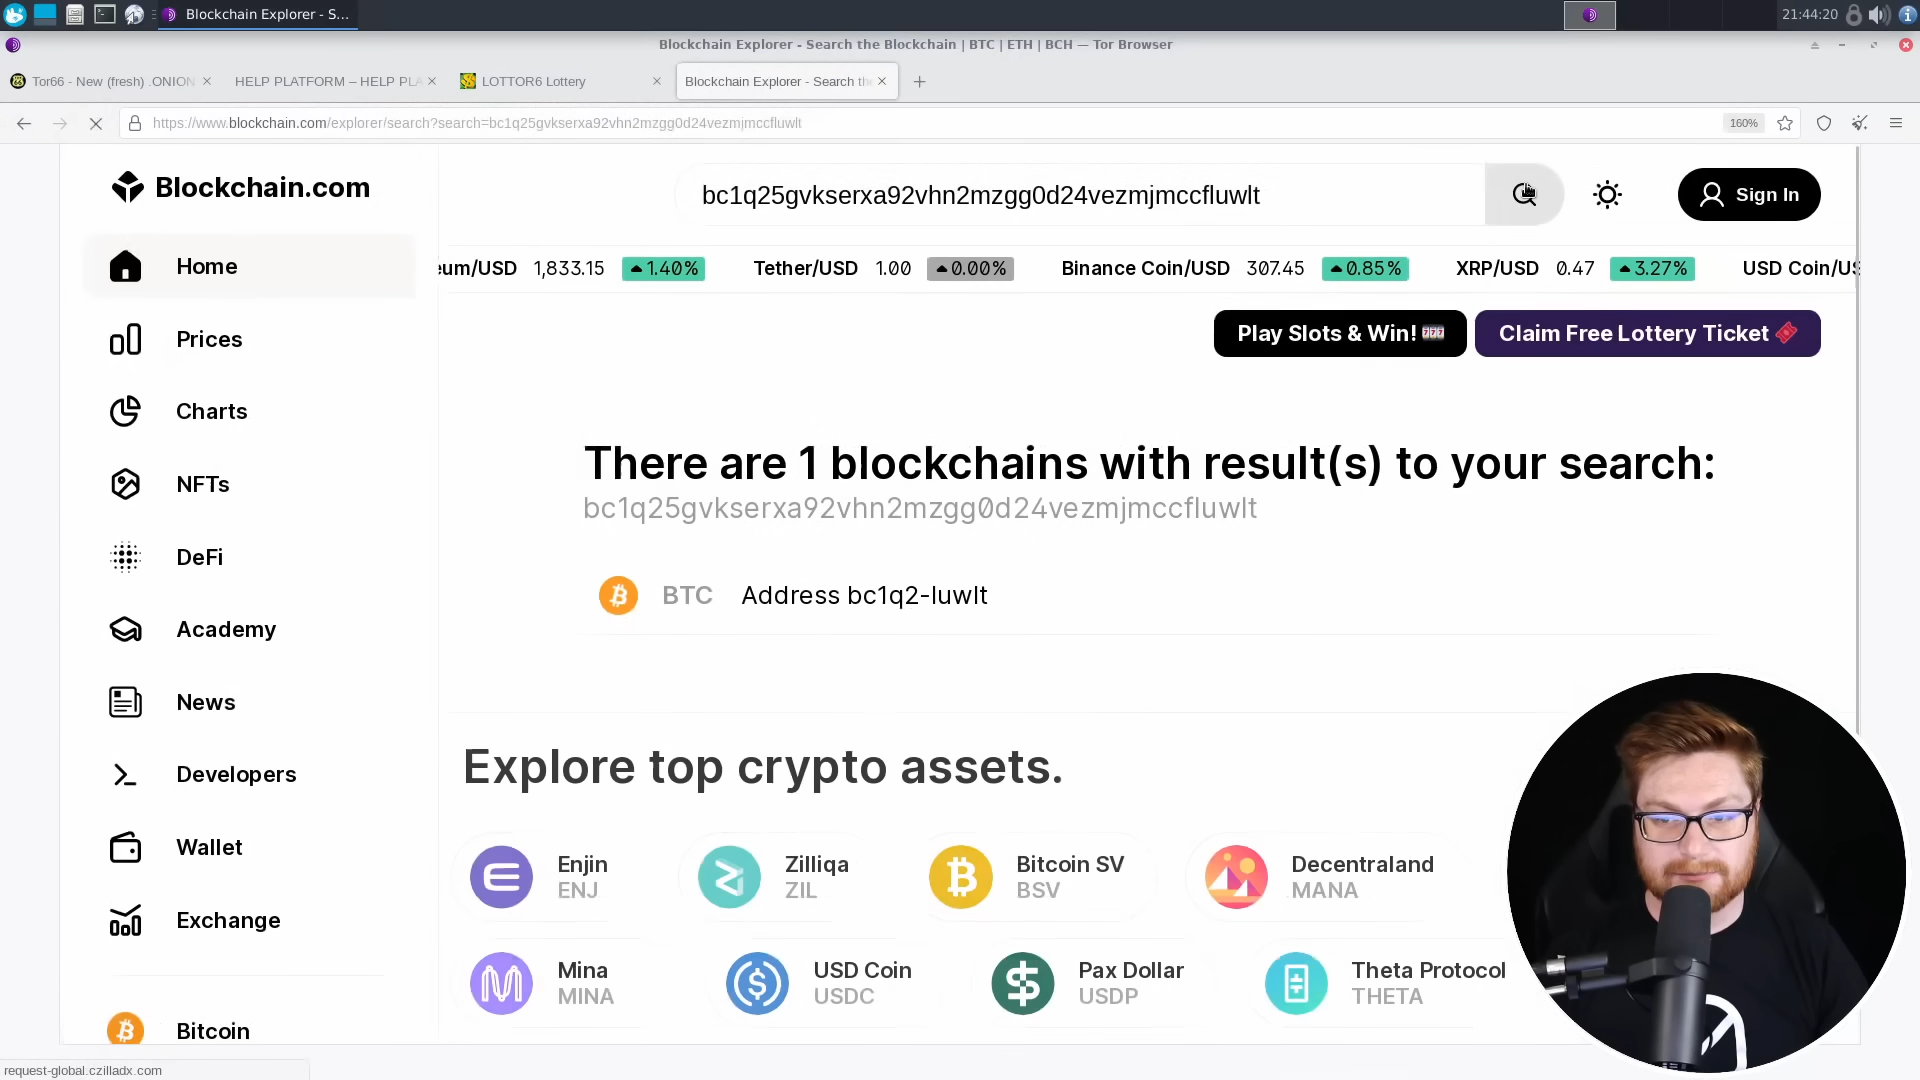 Blockchain Explorer - S...
21:44:20
Blockchain Explorer - Search the Blockchain | BTC | ETH | BCH — Tor Browser
Tor66 - New (fresh) .ONION
HELP PLATFORM – HELP PLA
LOTTOR6 Lottery
Blockchain Explorer - Search th
https://www.blockchain.com/explorer/search?search=bc1q25gvkserxa92vhn2mzgg0d24vezmjmccfluwlt
160%
Blockchain.com
bc1q25gvkserxa92vhn2mzgg0d24vezmjmccfluwlt
Sign In
eum/USD 1,833.15 1.40% Tether/USD 1.00 0.00% Binance Coin/USD 307.45 0.85% XRP/USD 0.47 3.27% USD Coin/US
Home
Prices
Charts
NFTs
DeFi
Academy
News
Developers
Wallet
Exchange
Bitcoin
Play Slots & Win!
Claim Free Lottery Ticket
There are 1 blockchains with result(s) to your search:
bc1q25gvkserxa92vhn2mzgg0d24vezmjmccfluwlt
BTC Address bc1q2-luwlt
Explore top crypto assets.
Enjin
ENJ
Zilliqa
ZIL
Bitcoin SV
BSV
Decentraland
MANA
Mina
MINA
USD Coin
USDC
Pax Dollar
USDP
Theta Protocol
THETA
request-global.czilladx.com